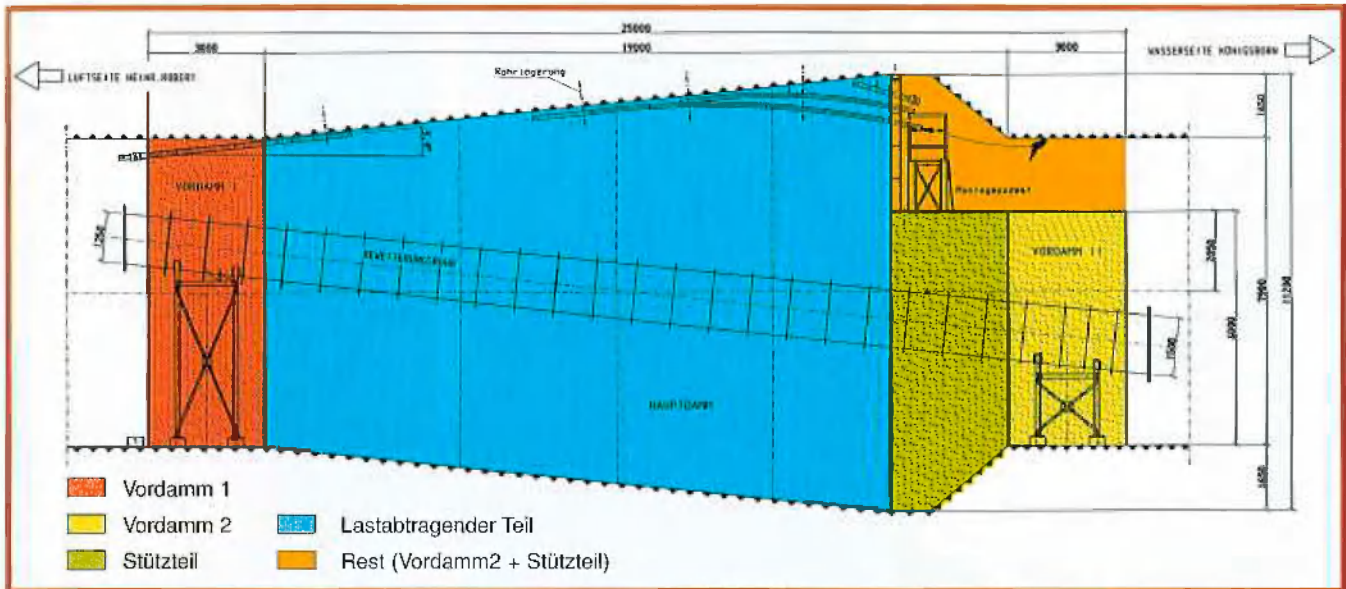 25000
3000
19000
3000
LUFTSEITE HEINR.ROBERT
WASSERSEITE KÖNIGSBORN
Rohrlagerung
1650
VORDAMM I
Montagepodest
VORDAMM II
1250
2050
7900
11200
6000
1500
HAUPTDAMM
1650
Vordamm 1
Vordamm 2
Lastabtragender Teil
Stützteil
Rest (Vordamm2 + Stützteil)